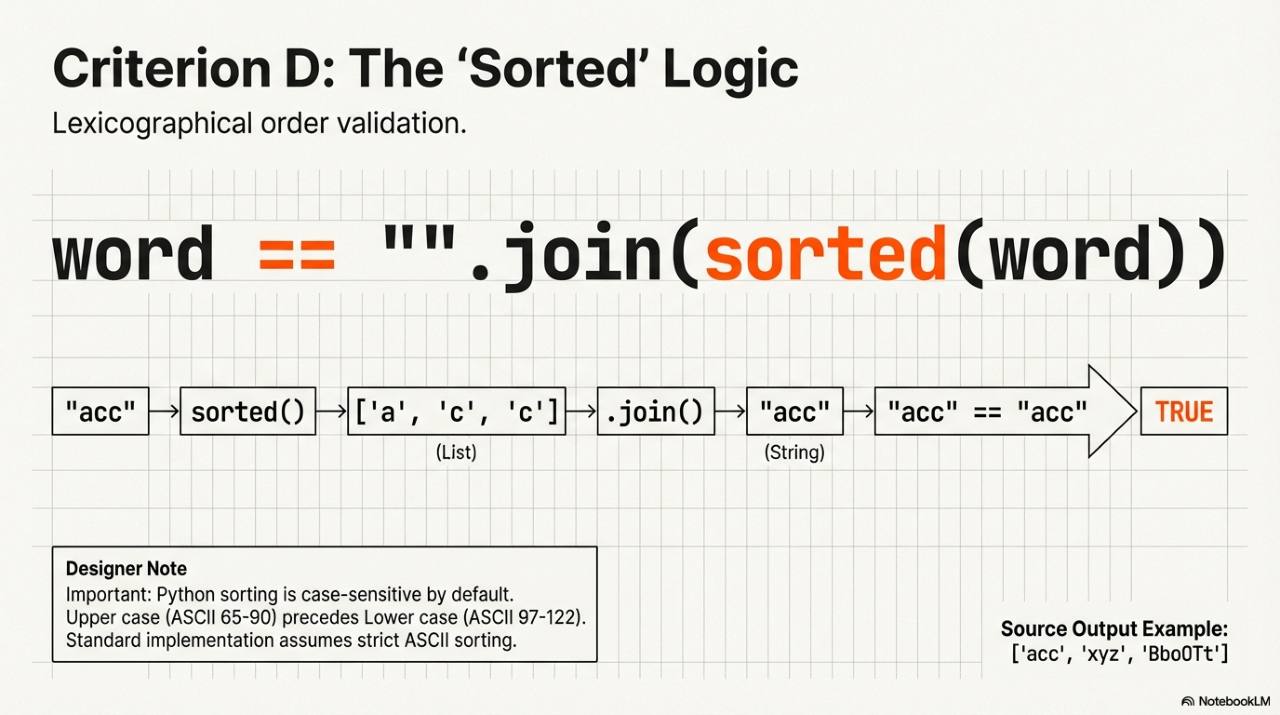 Criterion D: The ‘Sorted’ Logic
Lexicographical order validation.
word == "".join(sorted(word))
"acc" sorted() ['a', 'c', 'c'] .join() "acc" "acc" == "acc" TRUE
(List) (String)
Designer Note
Important: Python sorting is case-sensitive by default.
Upper case (ASCII 65-90) precedes Lower case (ASCII 97-122).
Standard implementation assumes strict ASCII sorting.
Source Output Example:
['acc', 'xyz', 'BboOTt']
NotebookLM